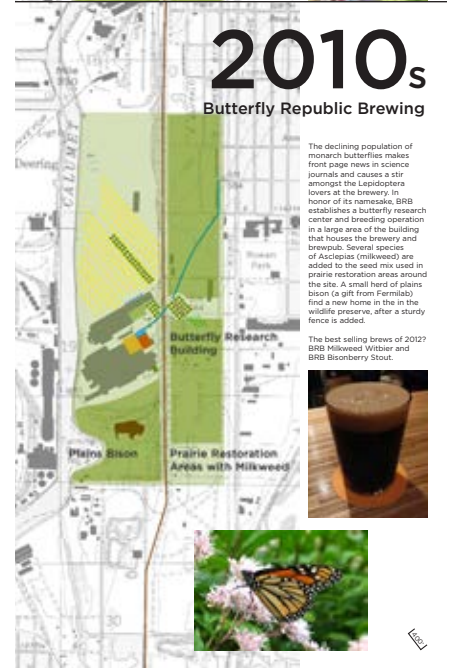 2010s
Butterfly Republic Brewing
The declining population of
monarch butterflies makes
front page news in science
journals and causes a stir
amongst the Lepidoptera
lovers at the brewery. In
honor of its namesake, BRB
establishes a butterfly research
center and breeding operation
in a large area of the building
that houses the brewery and
brewpub. Several species
of Asclepias (milkweed) are
added to the seed mix used in
prairie restoration areas around
the site. A small herd of plains
bison (a gift from Fermilab)
find a new home in the in the
wildlife preserve, after a sturdy
fence is added.
The best selling brews of 2012?
BRB Milkweed Witbier and
BRB Bisonberry Stout.
Deering
CALUMET
Rowan
Park
Butterfly Research
Building
Plains Bison
Prairie Restoration
Areas with Milkweed
30
400'